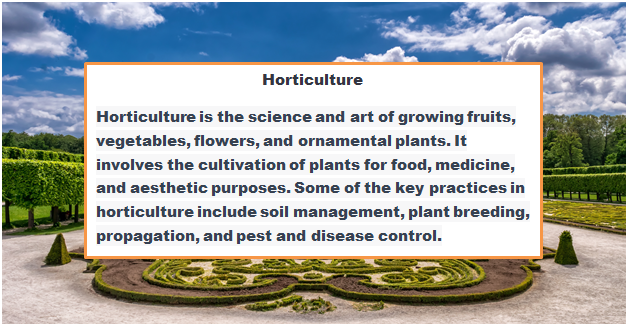 Horticulture
Horticulture is the science and art of growing fruits,
vegetables, flowers, and ornamental plants. It
involves the cultivation of plants for food, medicine,
and aesthetic purposes. Some of the key practices in
horticulture include soil management, plant breeding,
propagation, and pest and disease control.